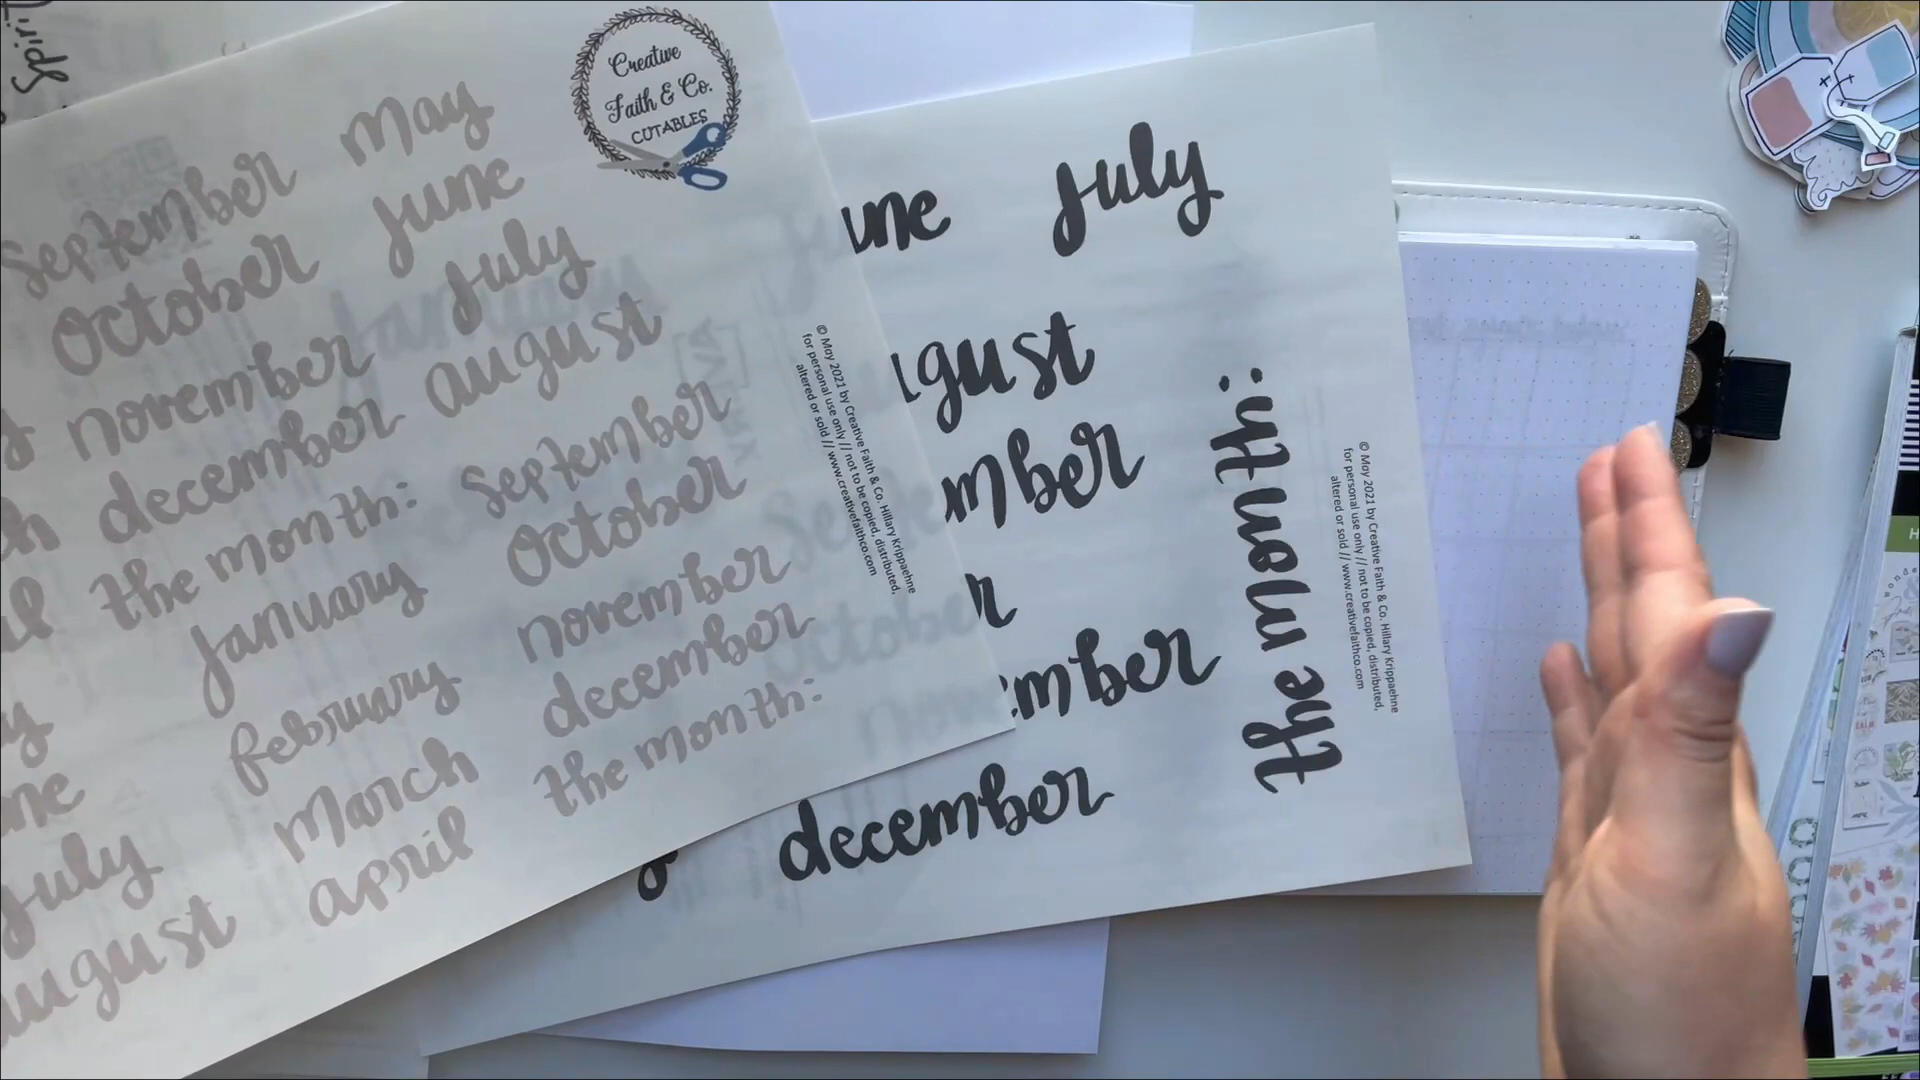 Creative
Faith & Co.
CUTABLES
May
September
June
October
July
november
august
december
September
the month:
October
January
november
february
december
March
the month:
april
July
august
© May 2021 by Creative Faith & Co. Hillary Krippaehne
for personal use only // not to be copied, distributed,
altered or sold // www.creativefaithco.com
une July
gust
mber
r
ember
december
the month:
© May 2021 by Creative Faith & Co. Hillary Krippaehne
for personal use only // not to be copied, distributed,
altered or sold // www.creativefaithco.com